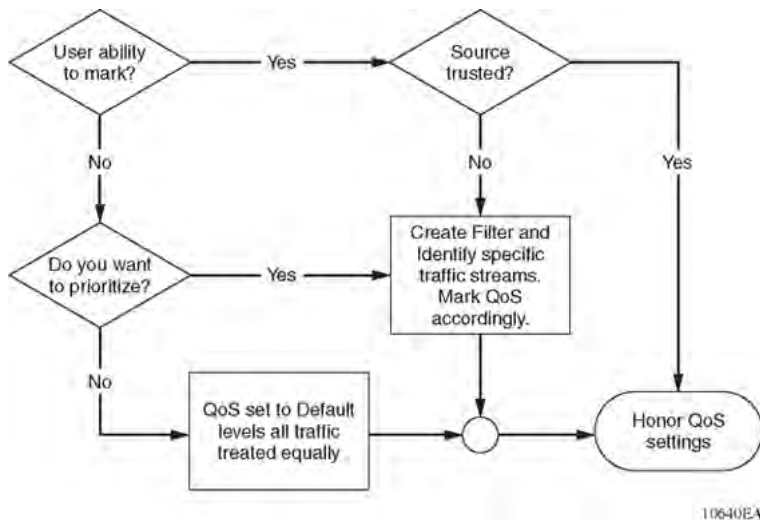 User ability
to mark?
Yes
Source
trusted?
No
No
Yes
Do you want
to prioritize?
Yes
Create Filter and
Identify specific
traffic streams.
Mark QoS
accordingly.
No
QoS set to Default
levels all traffic
treated equally
Honor QoS
settings
10640EA